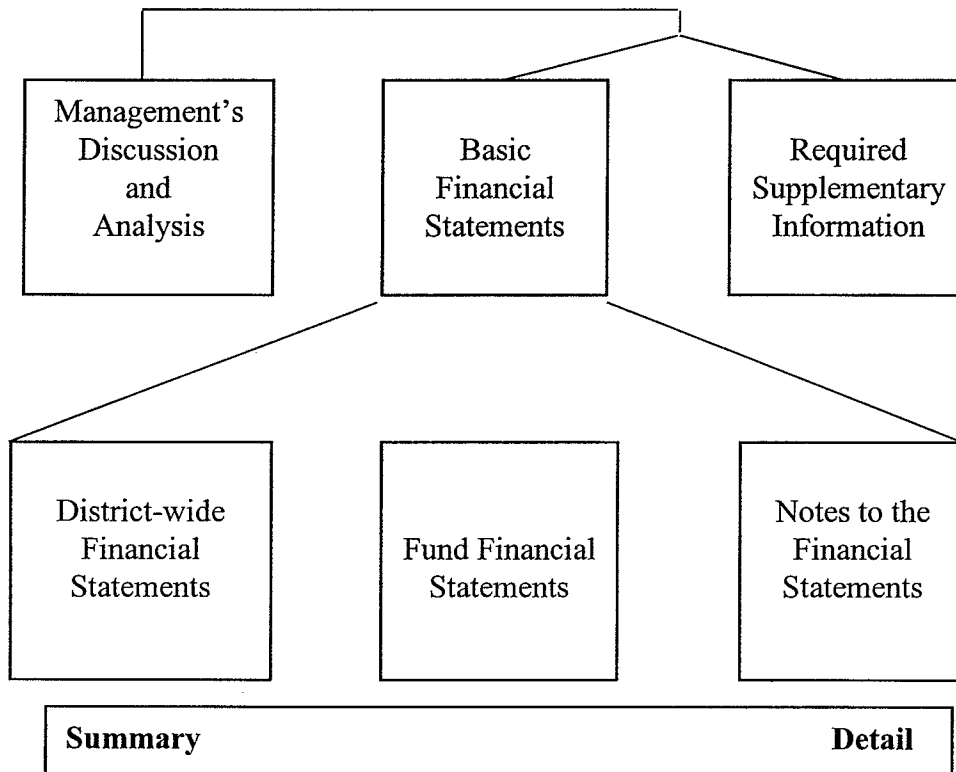 Management's
Discussion
and
Analysis
Basic
Financial
Statements
Required
Supplementary
Information
District-wide
Financial
Statements
Fund Financial
Statements
Notes to the
Financial
Statements
Summary
Detail